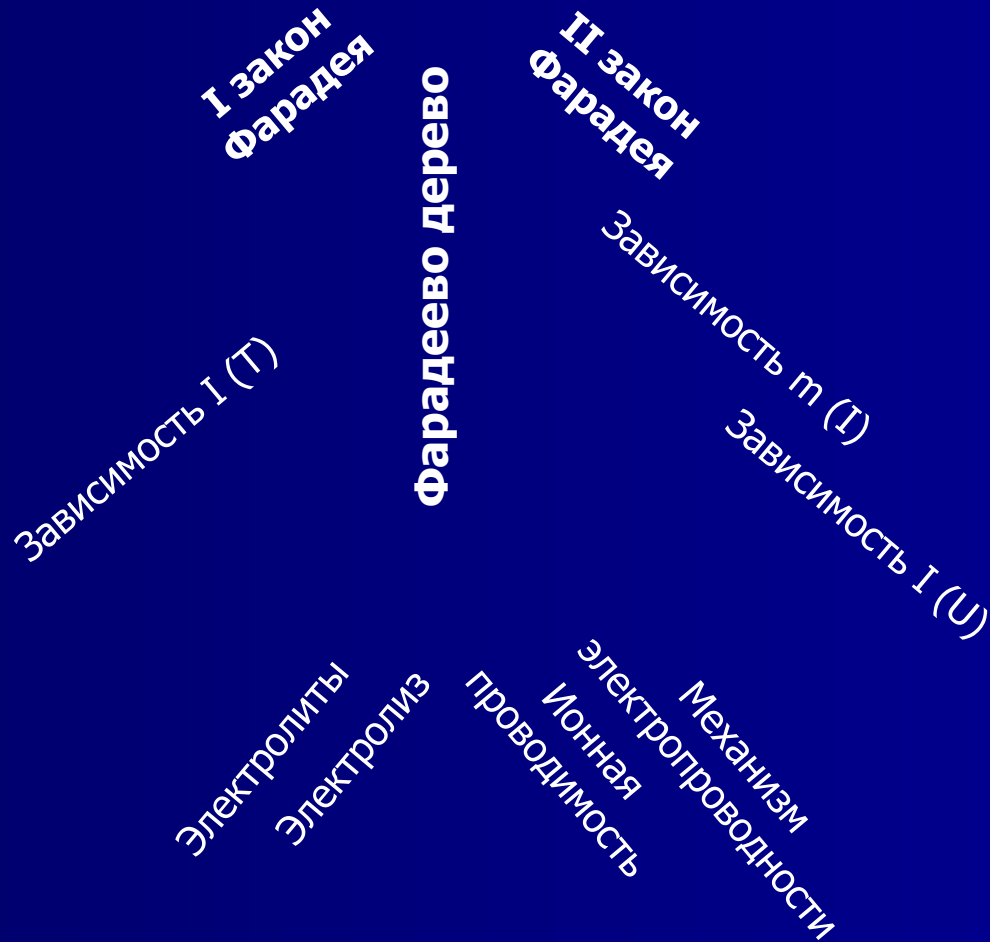 I закон
Фарадея
II закон
Фарадея
Фарадеево дерево
Зависимость m (I)
Зависимость I (T)
Зависимость I (U)
Электролиты
Электролиз
Ионная
проводимость
Механизм
электропроводности